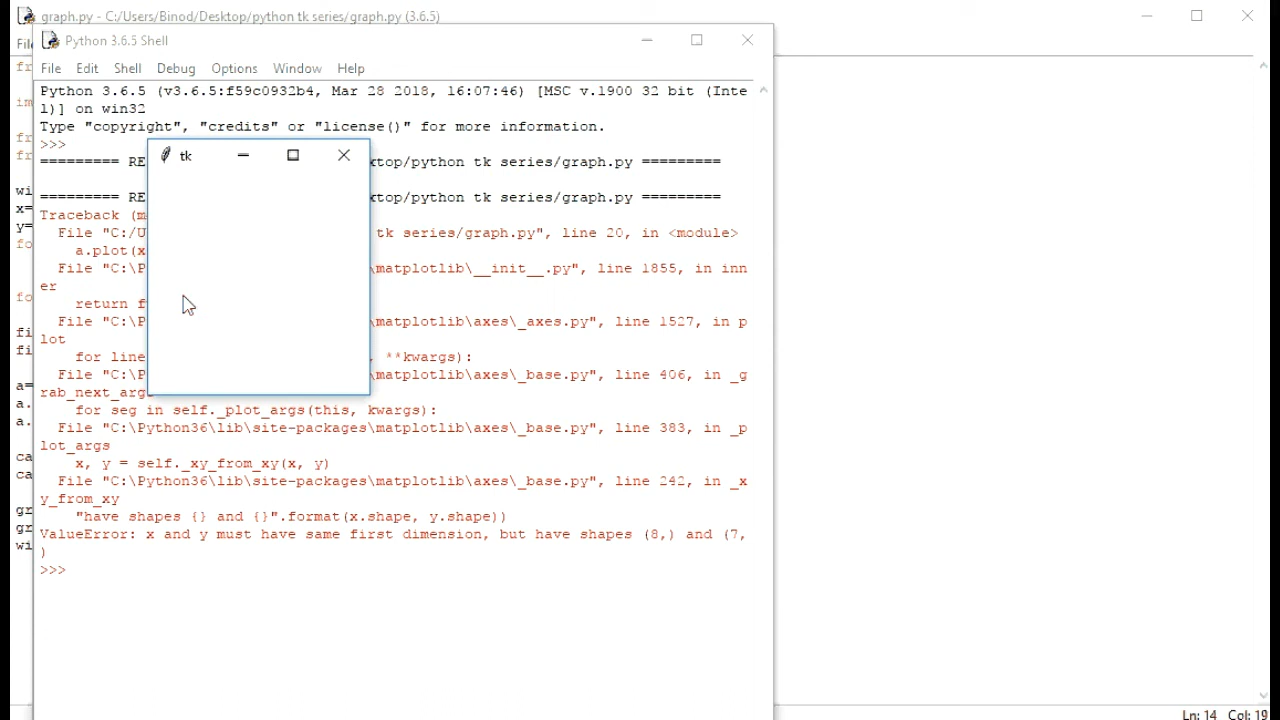 graph.py - C:/Users/Binod/Desktop/python tk series/graph.py (3.6.5)
Python 3.6.5 Shell
File Edit Shell Debug Options Window Help
Python 3.6.5 (v3.6.5:f59c0932b4, Mar 28 2018, 16:07:46) [MSC v.1900 32 bit (Inte
l)] on win32
Type "copyright", "credits" or "license()" for more information.
>>>
tk
========= RE ktop/python tk series/graph.py =========
========= RE ktop/python tk series/graph.py =========
Traceback (m
File "C:/U tk series/graph.py", line 20, in <module>
a.plot(x
File "C:\P \matplotlib\__init__.py", line 1855, in inn
er
return f
File "C:\P \matplotlib\axes\_axes.py", line 1527, in p
lot
for line , **kwargs):
File "C:\P \matplotlib\axes\_base.py", line 406, in _g
rab_next_args
for seg in self._plot_args(this, kwargs):
File "C:\Python36\lib\site-packages\matplotlib\axes\_base.py", line 383, in _p
lot_args
x, y = self._xy_from_xy(x, y)
File "C:\Python36\lib\site-packages\matplotlib\axes\_base.py", line 242, in _x
y_from_xy
"have shapes {} and {}".format(x.shape, y.shape))
ValueError: x and y must have same first dimension, but have shapes (8,) and (7,
)
>>>
Ln: 14 Col: 19